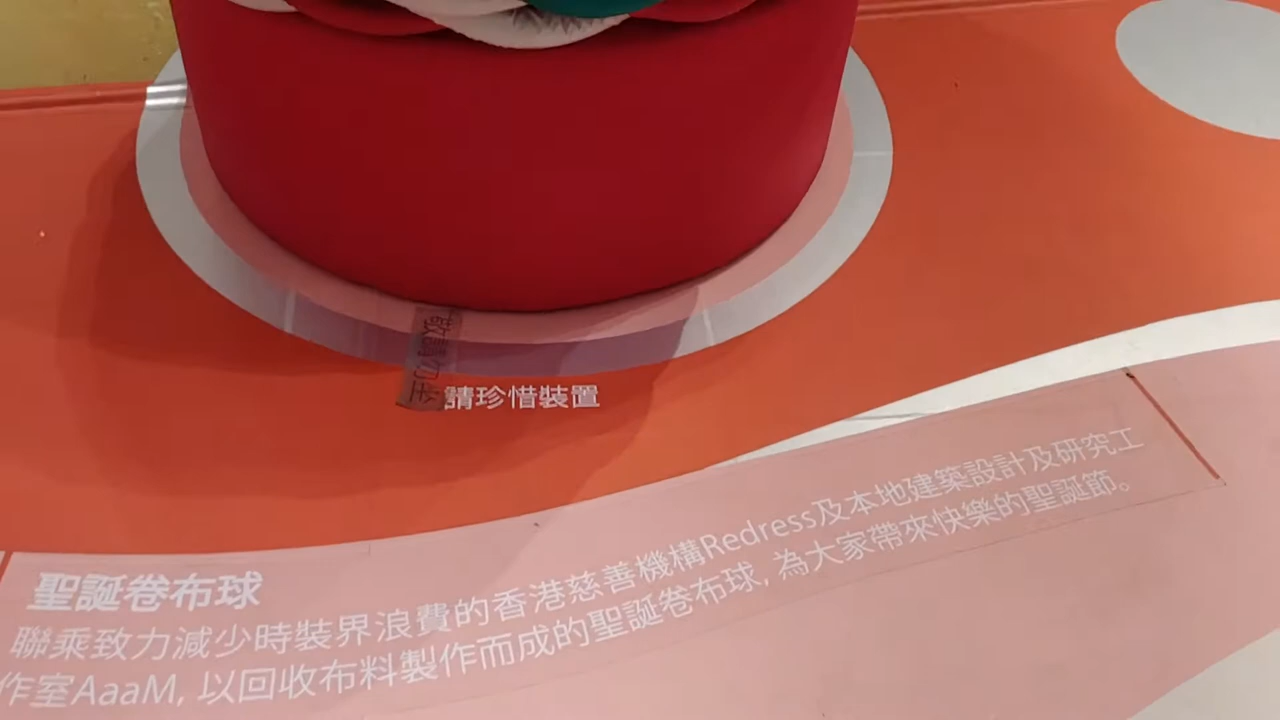 敬請勿坐
請珍惜裝置
聖誕卷布球
聯乘致力減少時裝界浪費的香港慈善機構Redress及本地建築設計及研究工
作室AaaM, 以回收布料製作而成的聖誕卷布球, 為大家帶來快樂的聖誕節。